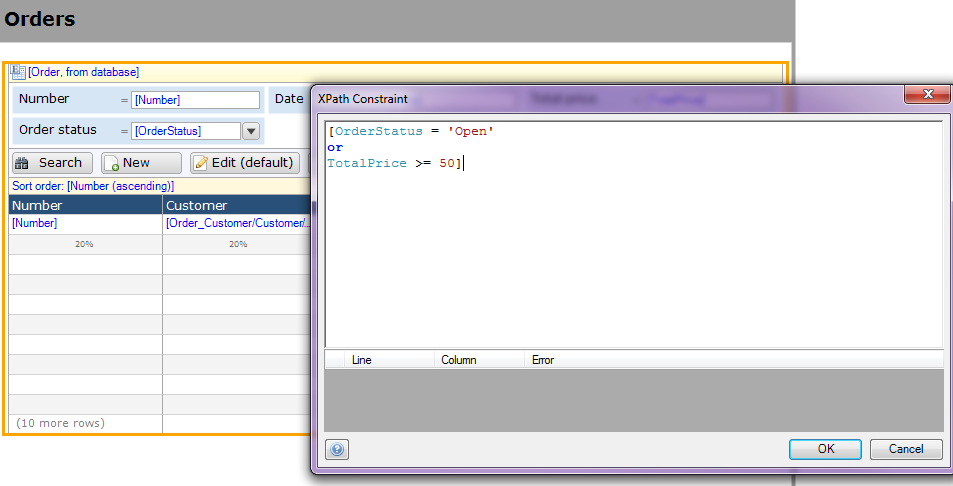 Orders
[Order, from database]
Number = [Number] Date
Order status = [OrderStatus]
Search New Edit (default)
Sort order: [Number (ascending)]
Number Customer
[Number] [Order_Customer/Customer/...
20% 20%
(10 more rows)
XPath Constraint
[OrderStatus = 'Open'
or
TotalPrice >= 50]
Line Column Error
OK Cancel